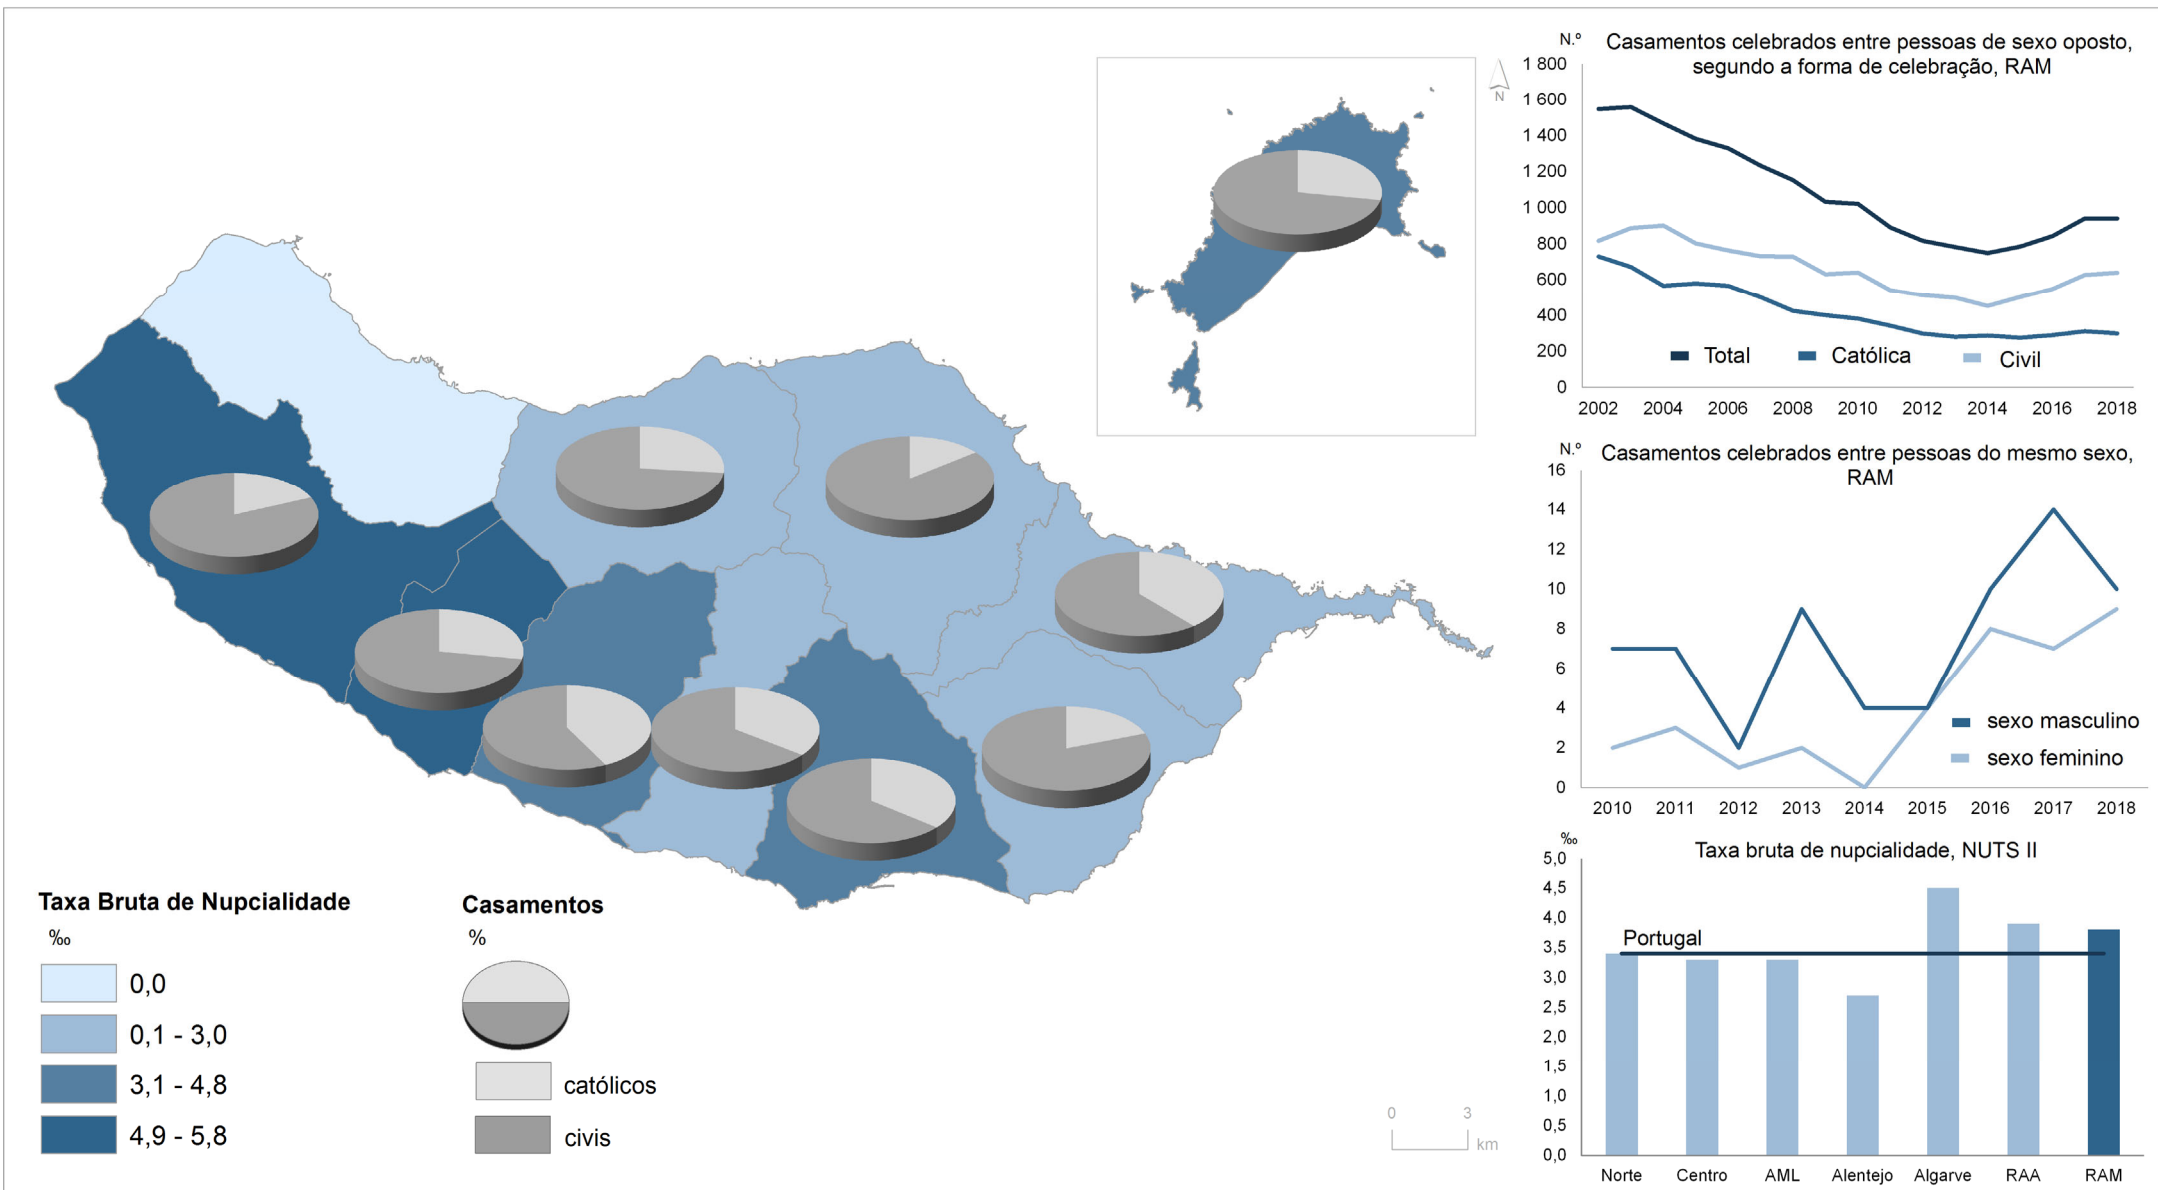 Taxa Bruta de Nupcialidade
‰
0,0
0,1 - 3,0
3,1 - 4,8
4,9 - 5,8
Casamentos
%
católicos
civis
0 3
km
N
N.º
Casamentos celebrados entre pessoas de sexo oposto,
segundo a forma de celebração, RAM
1 800
1 600
1 400
1 200
1 000
800
600
400
200
0
Total Católica Civil
2002 2004 2006 2008 2010 2012 2014 2016 2018
N.º
Casamentos celebrados entre pessoas do mesmo sexo,
RAM
16
14
12
10
8
6
4
2
0
sexo masculino
sexo feminino
2010 2011 2012 2013 2014 2015 2016 2017 2018
‰
Taxa bruta de nupcialidade, NUTS II
5,0
4,5
4,0
3,5
3,0
2,5
2,0
1,5
1,0
0,5
0,0
Portugal
Norte Centro AML Alentejo Algarve RAA RAM